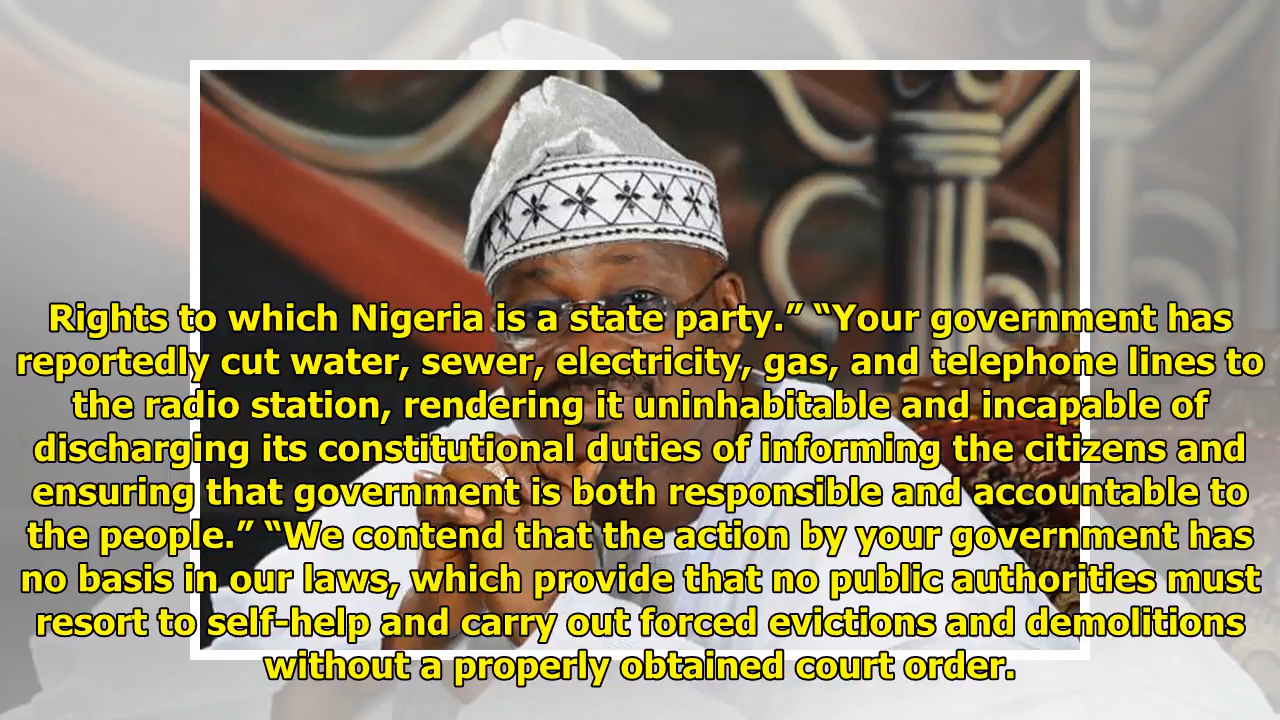 Rights to which Nigeria is a state party.” “Your government has
reportedly cut water, sewer, electricity, gas, and telephone lines to
the radio station, rendering it uninhabitable and incapable of
discharging its constitutional duties of informing the citizens and
ensuring that government is both responsible and accountable to
the people.” “We contend that the action by your government has
no basis in our laws, which provide that no public authorities must
resort to self-help and carry out forced evictions and demolitions
without a properly obtained court order.